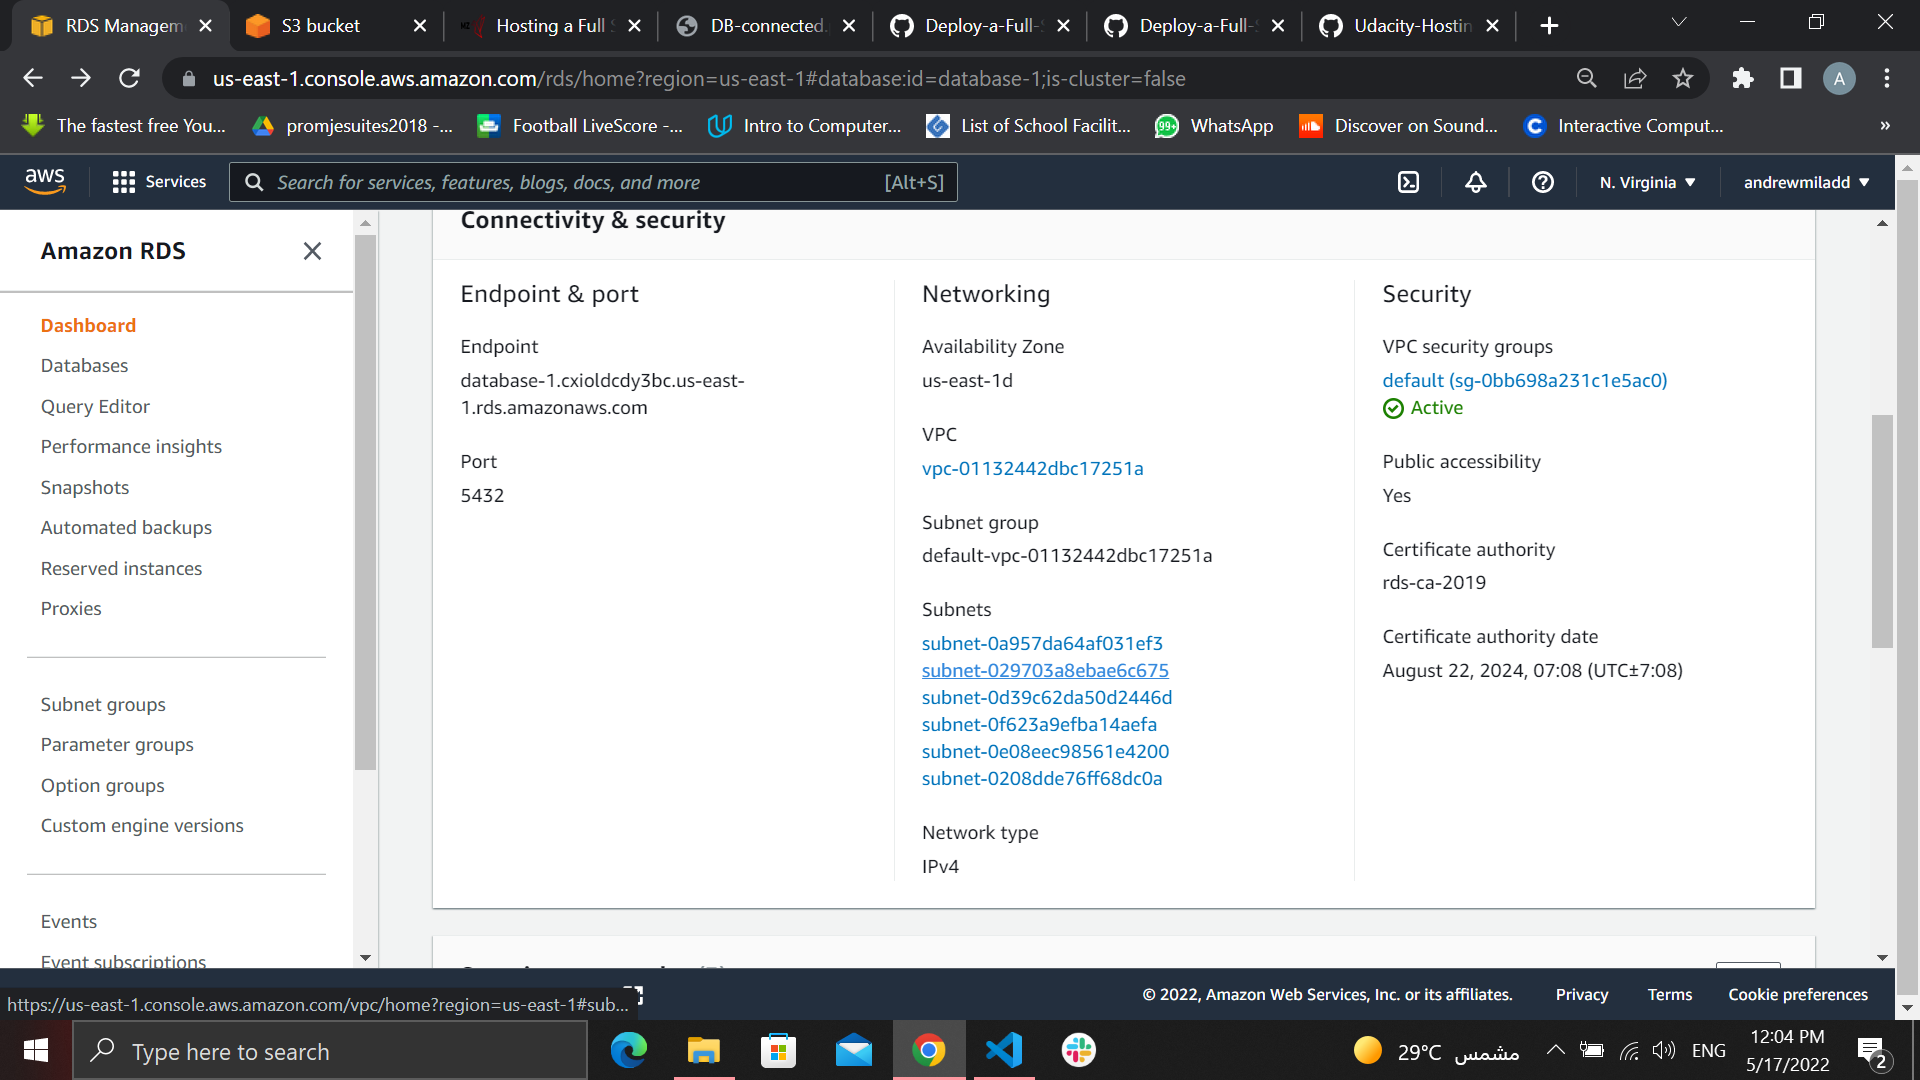 RDS Managem
S3 bucket
Hosting a Full S
DB-connected.
Deploy-a-Full-S
Deploy-a-Full-S
Udacity-Hostin
us-east-1.console.aws.amazon.com/rds/home?region=us-east-1#database:id=database-1;is-cluster=false
A
The fastest free You...
promjesuites2018 -...
Football LiveScore -...
Intro to Computer...
List of School Facilit...
99+
WhatsApp
Discover on Sound...
Interactive Comput...
»
aws
Services
Search for services, features, blogs, docs, and more
[Alt+S]
N. Virginia
andrewmiladd
Amazon RDS
Dashboard
Databases
Query Editor
Performance insights
Snapshots
Automated backups
Reserved instances
Proxies
Subnet groups
Parameter groups
Option groups
Custom engine versions
Events
Event subscriptions
Connectivity & security
Endpoint & port
Endpoint
database-1.cxioldcdy3bc.us-east-
1.rds.amazonaws.com
Port
5432
Networking
Availability Zone
us-east-1d
VPC
vpc-01132442dbc17251a
Subnet group
default-vpc-01132442dbc17251a
Subnets
subnet-0a957da64af031ef3
subnet-029703a8ebae6c675
subnet-0d39c62da50d2446d
subnet-0f623a9efba14aefa
subnet-0e08eec98561e4200
subnet-0208dde76ff68dc0a
Network type
IPv4
Security
VPC security groups
default (sg-0bb698a231c1e5ac0)
Active
Public accessibility
Yes
Certificate authority
rds-ca-2019
Certificate authority date
August 22, 2024, 07:08 (UTC±7:08)
https://us-east-1.console.aws.amazon.com/vpc/home?region=us-east-1#sub...
© 2022, Amazon Web Services, Inc. or its affiliates.
Privacy
Terms
Cookie preferences
Type here to search
29°C مشمس
ENG
12:04 PM
5/17/2022
2